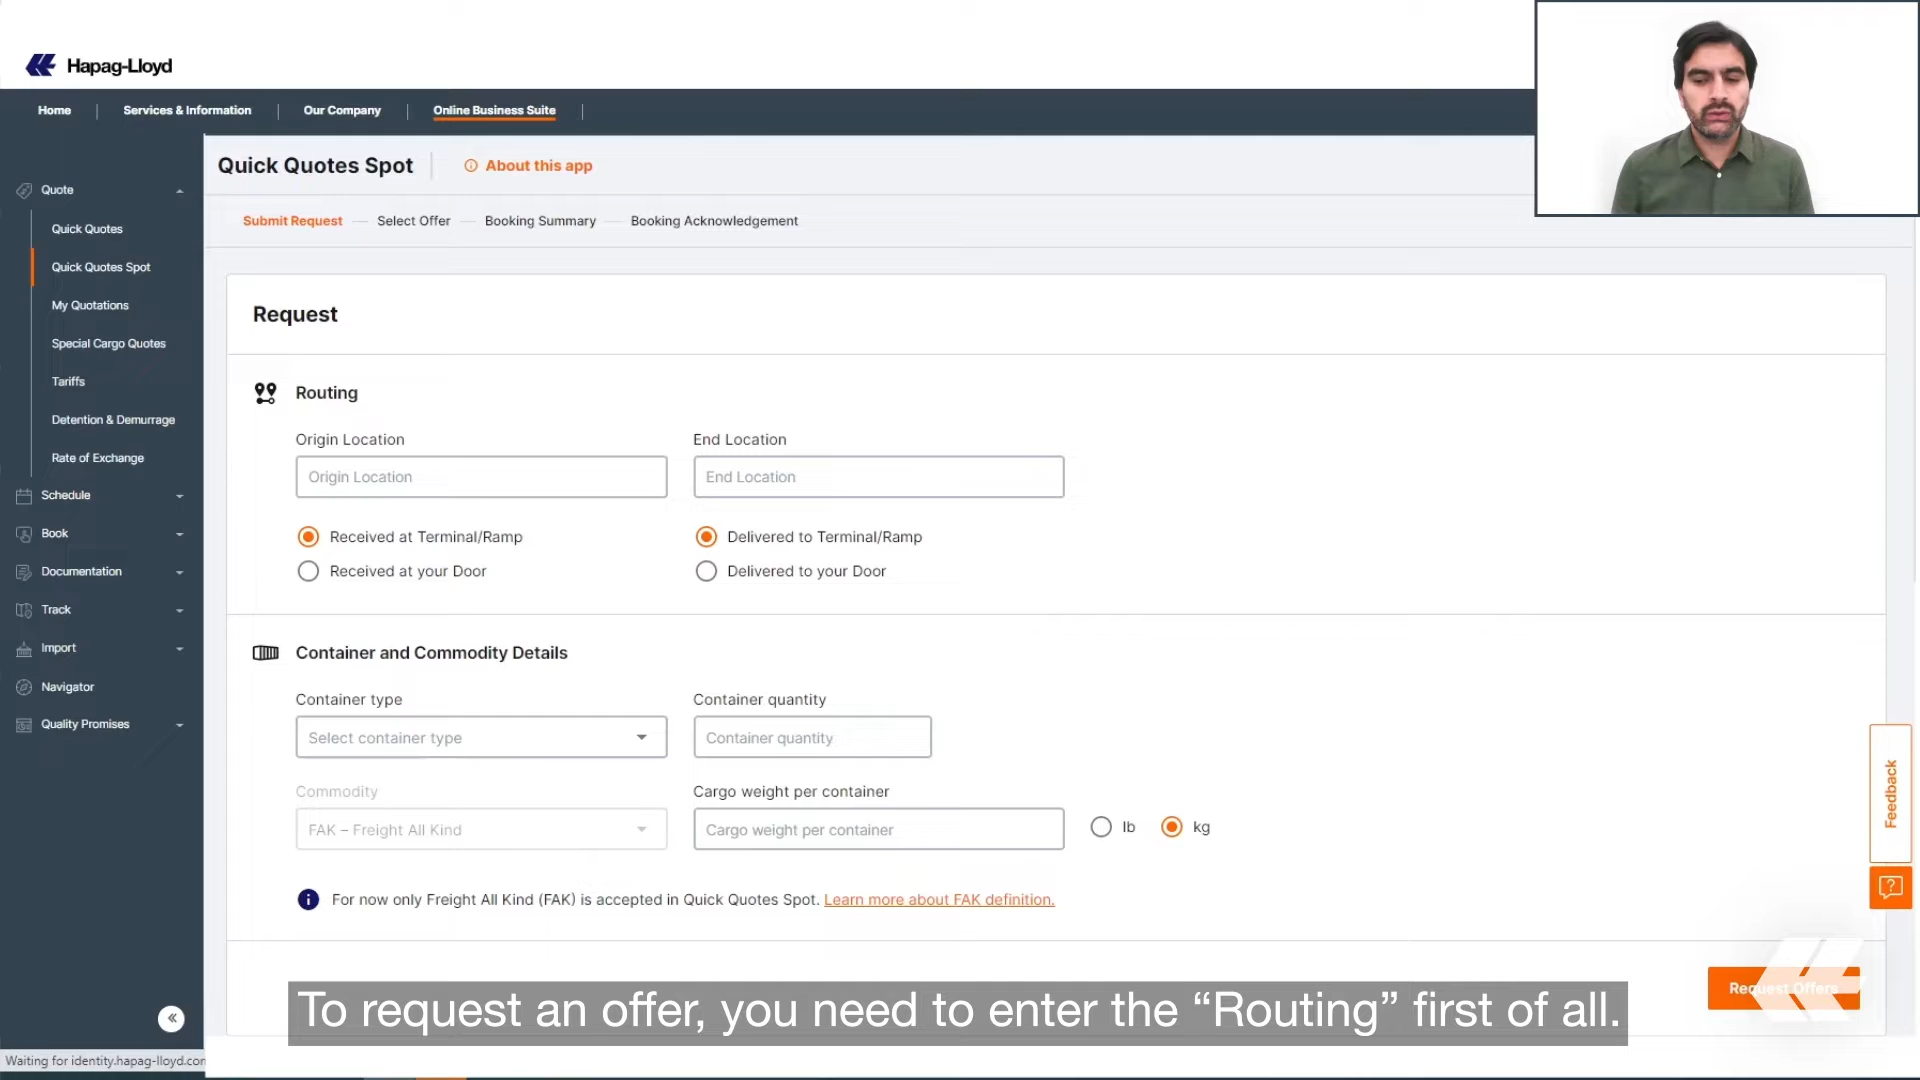 Hapag-Lloyd
Home
Services & Information
Our Company
Online Business Suite
Quote
Quick Quotes
Quick Quotes Spot
My Quotations
Special Cargo Quotes
Tariffs
Detention & Demurrage
Rate of Exchange
Schedule
Book
Documentation
Track
Import
Navigator
Quality Promises
Quick Quotes Spot
About this app
Submit Request
Select Offer
Booking Summary
Booking Acknowledgement
Request
Routing
Origin Location
End Location
Origin Location
End Location
Received at Terminal/Ramp
Delivered to Terminal/Ramp
Received at your Door
Delivered to your Door
Container and Commodity Details
Container type
Container quantity
Select container type
Container quantity
Commodity
Cargo weight per container
FAK – Freight All Kind
Cargo weight per container
lb
kg
For now only Freight All Kind (FAK) is accepted in Quick Quotes Spot. Learn more about FAK definition.
Feedback
Request Offers
To request an offer, you need to enter the “Routing” first of all.
Waiting for identity.hapag-lloyd.com